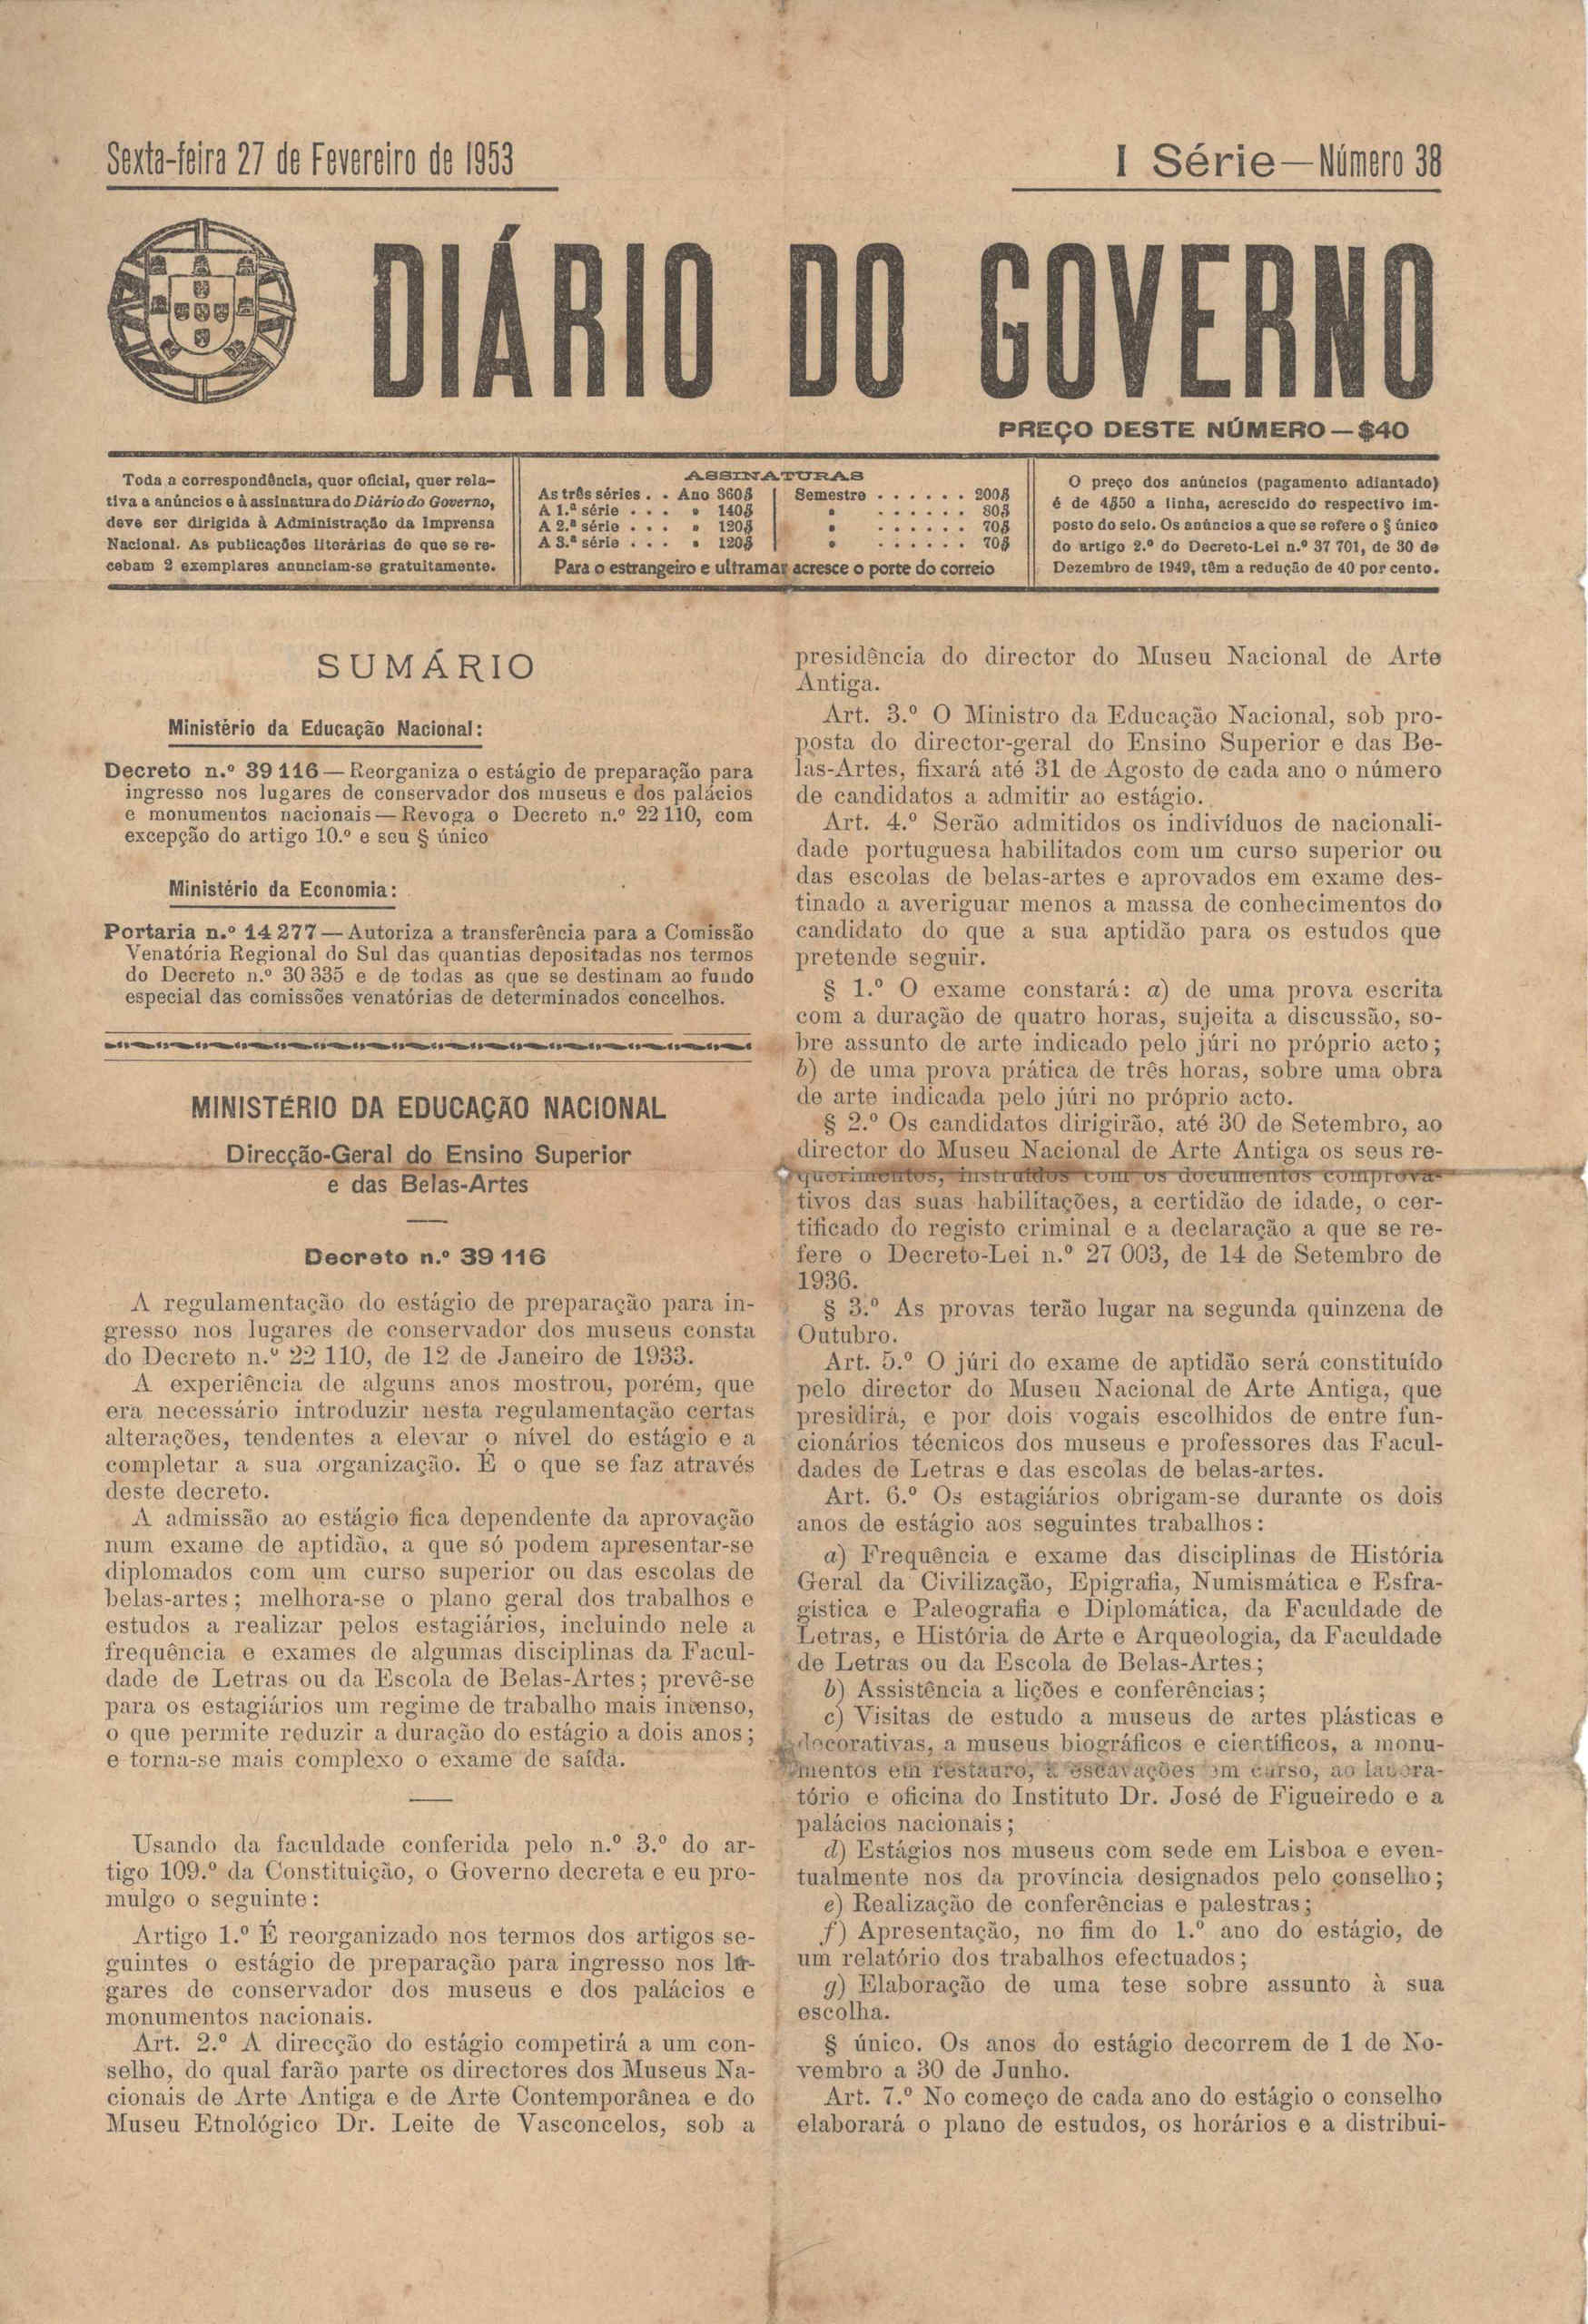 Sexta-feira 27 de Fevereiro de 1953
I Série—Número 38
DIÁRIO DO GOVERNO
PREÇO DESTE NÚMERO—$40
Toda a correspondência, quer oficial, quer rela-
tiva a anúncios e à assinatura do Diário do Governo,
deve ser dirigida à Administração da Imprensa
Nacional. As publicações literárias de que se re-
cebam 2 exemplares anunciam-se gratuitamente.
ASSINATURAS
As três séries . . Ano 360$ Semestre . . . . . . 200$
A 1.ª série . . . » 140$ » . . . . . . 80$
A 2.ª série . . . » 120$ » . . . . . . 70$
A 3.ª série . . . » 120$ » . . . . . . 70$
Para o estrangeiro e ultramar acresce o porte do correio
O preço dos anúncios (pagamento adiantado)
é de 4$50 a linha, acrescido do respectivo im-
posto do selo. Os anúncios a que se refere o § único
do artigo 2.º do Decreto-Lei n.º 37 701, de 30 de
Dezembro de 1949, têm a redução de 40 por cento.
SUMÁRIO
Ministério da Educação Nacional:
Decreto n.º 39 116—Reorganiza o estágio de preparação para
ingresso nos lugares de conservador dos museus e dos palácios
e monumentos nacionais—Revoga o Decreto n.º 22 110, com
excepção do artigo 10.º e seu § único
Ministério da Economia:
Portaria n.º 14 277—Autoriza a transferência para a Comissão
Venatória Regional do Sul das quantias depositadas nos termos
do Decreto n.º 30 335 e de todas as que se destinam ao fundo
especial das comissões venatórias de determinados concelhos.
MINISTÉRIO DA EDUCAÇÃO NACIONAL
Direcção-Geral do Ensino Superior
e das Belas-Artes
Decreto n.º 39 116
A regulamentação do estágio de preparação para in-
gresso nos lugares de conservador dos museus consta
do Decreto n.º 22 110, de 12 de Janeiro de 1933.
A experiência de alguns anos mostrou, porém, que
era necessário introduzir nesta regulamentação certas
alterações, tendentes a elevar o nível do estágio e a
completar a sua organização. É o que se faz através
deste decreto.
A admissão ao estágio fica dependente da aprovação
num exame de aptidão, a que só podem apresentar-se
diplomados com um curso superior ou das escolas de
belas-artes; melhora-se o plano geral dos trabalhos e
estudos a realizar pelos estagiários, incluindo nele a
frequência e exames de algumas disciplinas da Facul-
dade de Letras ou da Escola de Belas-Artes; prevê-se
para os estagiários um regime de trabalho mais intenso,
o que permite reduzir a duração do estágio a dois anos;
e torna-se mais complexo o exame de saída.
Usando da faculdade conferida pelo n.º 3.º do ar-
tigo 109.º da Constituição, o Governo decreta e eu pro-
mulgo o seguinte:
Artigo 1.º É reorganizado nos termos dos artigos se-
guintes o estágio de preparação para ingresso nos lu-
gares de conservador dos museus e dos palácios e
monumentos nacionais.
Art. 2.º A direcção do estágio competirá a um con-
selho, do qual farão parte os directores dos Museus Na-
cionais de Arte Antiga e de Arte Contemporânea e do
Museu Etnológico Dr. Leite de Vasconcelos, sob a
presidência do director do Museu Nacional de Arte
Antiga.
Art. 3.º O Ministro da Educação Nacional, sob pro-
posta do director-geral do Ensino Superior e das Be-
las-Artes, fixará até 31 de Agosto de cada ano o número
de candidatos a admitir ao estágio.
Art. 4.º Serão admitidos os indivíduos de nacionali-
dade portuguesa habilitados com um curso superior ou
das escolas de belas-artes e aprovados em exame des-
tinado a averiguar menos a massa de conhecimentos do
candidato do que a sua aptidão para os estudos que
pretende seguir.
§ 1.º O exame constará: a) de uma prova escrita
com a duração de quatro horas, sujeita a discussão, so-
bre assunto de arte indicado pelo júri no próprio acto;
b) de uma prova prática de três horas, sobre uma obra
de arte indicada pelo júri no próprio acto.
§ 2.º Os candidatos dirigirão, até 30 de Setembro, ao
director do Museu Nacional de Arte Antiga os seus re-
querimentos, instruídos com os documentos comprova-
tivos das suas habilitações, a certidão de idade, o cer-
tificado do registo criminal e a declaração a que se re-
fere o Decreto-Lei n.º 27 003, de 14 de Setembro de
1936.
§ 3.º As provas terão lugar na segunda quinzena de
Outubro.
Art. 5.º O júri do exame de aptidão será constituído
pelo director do Museu Nacional de Arte Antiga, que
presidirá, e por dois vogais escolhidos de entre fun-
cionários técnicos dos museus e professores das Facul-
dades de Letras e das escolas de belas-artes.
Art. 6.º Os estagiários obrigam-se durante os dois
anos de estágio aos seguintes trabalhos:
a) Frequência e exame das disciplinas de História
Geral da Civilização, Epigrafia, Numismática e Esfra-
gística e Paleografia e Diplomática, da Faculdade de
Letras, e História de Arte e Arqueologia, da Faculdade
de Letras ou da Escola de Belas-Artes;
b) Assistência a lições e conferências;
c) Visitas de estudo a museus de artes plásticas e
decorativas, a museus biográficos e científicos, a monu-
mentos em restauro, a escavações em curso, ao labora-
tório e oficina do Instituto Dr. José de Figueiredo e a
palácios nacionais;
d) Estágios nos museus com sede em Lisboa e even-
tualmente nos da província designados pelo conselho;
e) Realização de conferências e palestras;
f) Apresentação, no fim do 1.º ano do estágio, de
um relatório dos trabalhos efectuados;
g) Elaboração de uma tese sobre assunto à sua
escolha.
§ único. Os anos do estágio decorrem de 1 de No-
vembro a 30 de Junho.
Art. 7.º No começo de cada ano do estágio o conselho
elaborará o plano de estudos, os horários e a distribui-